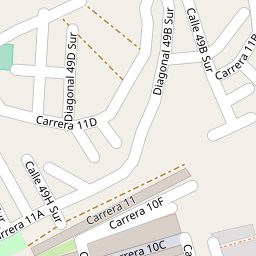 Diagonal 49D Sur
Diagonal 49B Sur
Calle 49B Sur
Carrera 11B
Carrera 11D
Calle 49H Sur
Carrera 11A
Carrera 11
Carrera 10F
Carrera 10C